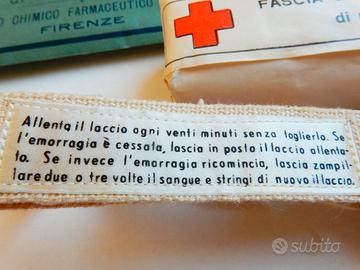 O CHIMICO FARMACEUTICO
FIRENZE
FASCIA
di
Allenta il laccio ogni venti minuti senza toglierlo. Se
l'emorragia è cessata, lascia in posto il laccio allenta-
to. Se invece l'emorragia ricomincia, lascia zampil-
lare due o tre volte il sangue e stringi di nuovo il laccio.
subito